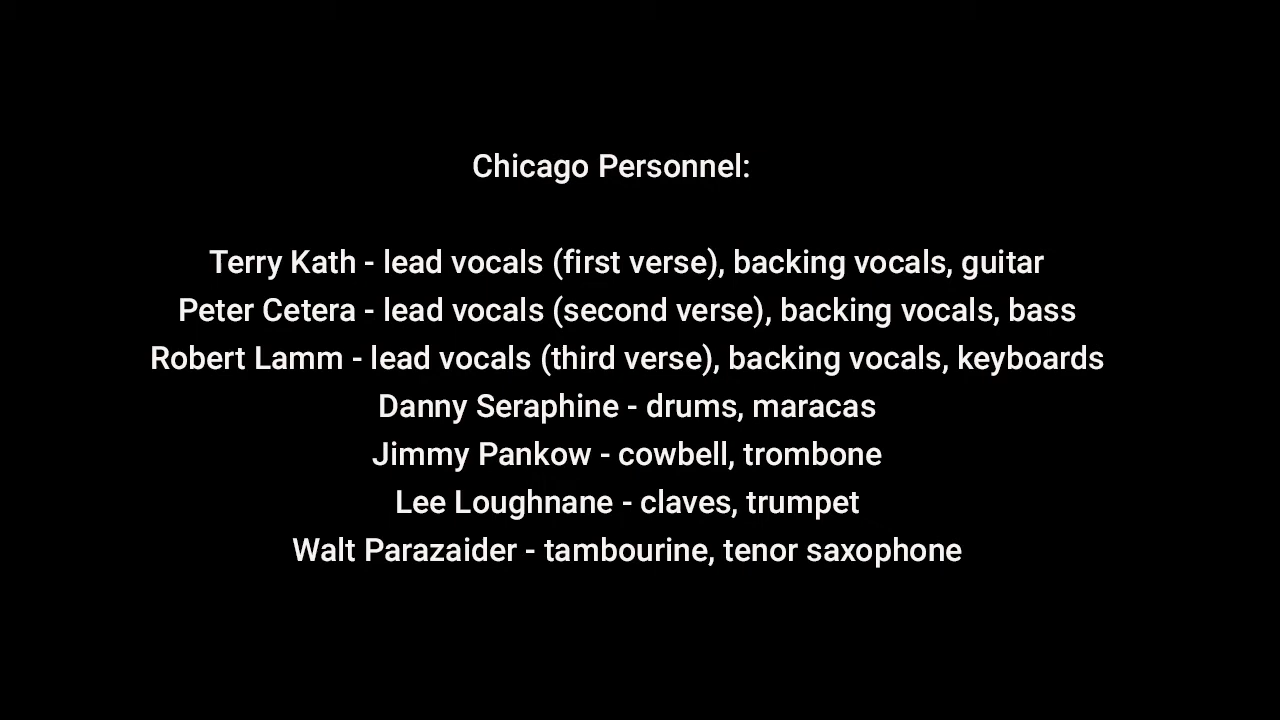 Chicago Personnel:
Terry Kath - lead vocals (first verse), backing vocals, guitar
Peter Cetera - lead vocals (second verse), backing vocals, bass
Robert Lamm - lead vocals (third verse), backing vocals, keyboards
Danny Seraphine - drums, maracas
Jimmy Pankow - cowbell, trombone
Lee Loughnane - claves, trumpet
Walt Parazaider - tambourine, tenor saxophone